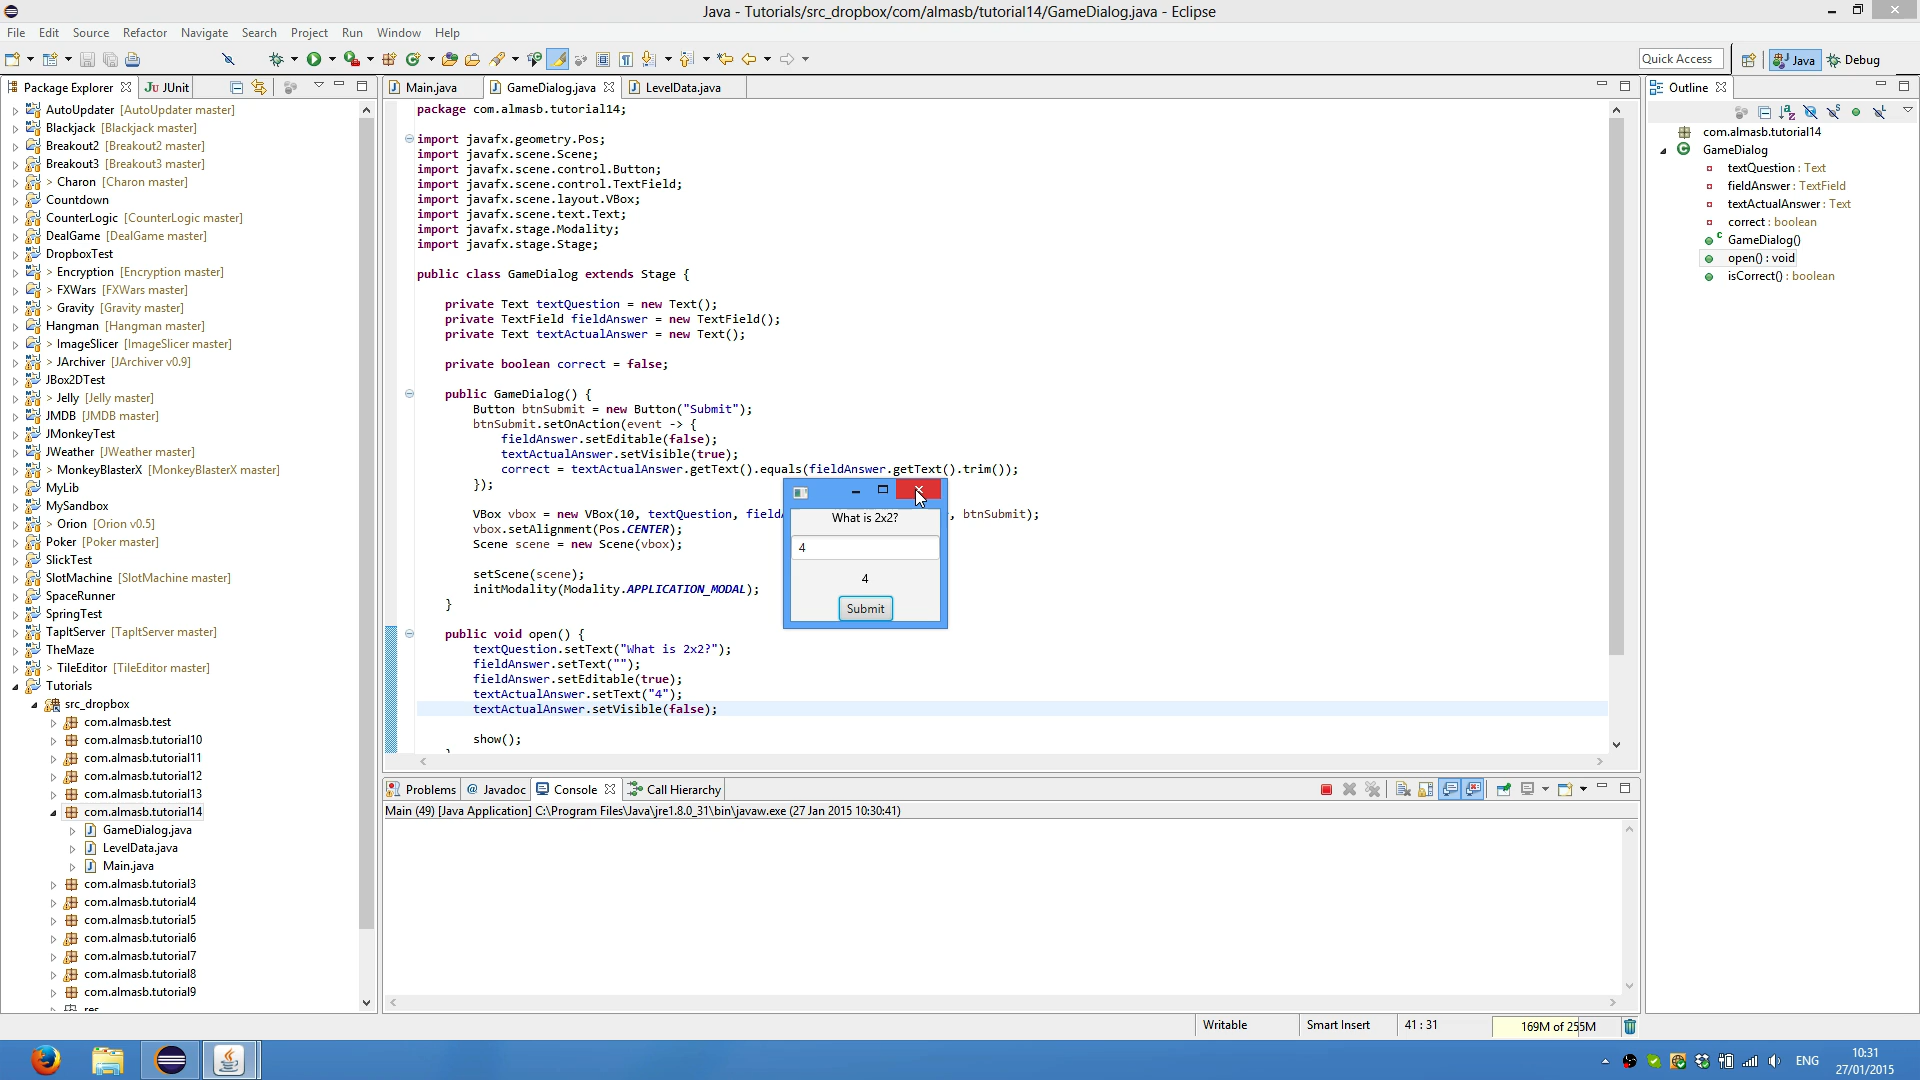 Java - Tutorials/src_dropbox/com/almasb/tutorial14/GameDialog.java - Eclipse
File Edit Source Refactor Navigate Search Project Run Window Help
Quick Access
Java
Debug
Package Explorer
JUnit
AutoUpdater [AutoUpdater master]
Blackjack [Blackjack master]
Breakout2 [Breakout2 master]
Breakout3 [Breakout3 master]
> Charon [Charon master]
Countdown
CounterLogic [CounterLogic master]
DealGame [DealGame master]
DropboxTest
> Encryption [Encryption master]
> FXWars [FXWars master]
> Gravity [Gravity master]
Hangman [Hangman master]
> ImageSlicer [ImageSlicer master]
> JArchiver [JArchiver v0.9]
JBox2DTest
> Jelly [Jelly master]
JMDB [JMDB master]
JMonkeyTest
JWeather [JWeather master]
> MonkeyBlasterX [MonkeyBlasterX master]
MyLib
MySandbox
> Orion [Orion v0.5]
Poker [Poker master]
SlickTest
SlotMachine [SlotMachine master]
SpaceRunner
SpringTest
TapItServer [TapItServer master]
TheMaze
> TileEditor [TileEditor master]
Tutorials
src_dropbox
com.almasb.test
com.almasb.tutorial10
com.almasb.tutorial11
com.almasb.tutorial12
com.almasb.tutorial13
com.almasb.tutorial14
GameDialog.java
LevelData.java
Main.java
com.almasb.tutorial3
com.almasb.tutorial4
com.almasb.tutorial5
com.almasb.tutorial6
com.almasb.tutorial7
com.almasb.tutorial8
com.almasb.tutorial9
res
Main.java
GameDialog.java
LevelData.java
package com.almasb.tutorial14;
import javafx.geometry.Pos;
import javafx.scene.Scene;
import javafx.scene.control.Button;
import javafx.scene.control.TextField;
import javafx.scene.layout.VBox;
import javafx.scene.text.Text;
import javafx.stage.Modality;
import javafx.stage.Stage;
public class GameDialog extends Stage {
private Text textQuestion = new Text();
private TextField fieldAnswer = new TextField();
private Text textActualAnswer = new Text();
private boolean correct = false;
public GameDialog() {
Button btnSubmit = new Button("Submit");
btnSubmit.setOnAction(event -> {
fieldAnswer.setEditable(false);
textActualAnswer.setVisible(true);
correct = textActualAnswer.getText().equals(fieldAnswer.getText().trim());
});
VBox vbox = new VBox(10, textQuestion, field , btnSubmit);
vbox.setAlignment(Pos.CENTER);
Scene scene = new Scene(vbox);
setScene(scene);
initModality(Modality.APPLICATION_MODAL);
}
public void open() {
textQuestion.setText("What is 2x2?");
fieldAnswer.setText("");
fieldAnswer.setEditable(true);
textActualAnswer.setText("4");
textActualAnswer.setVisible(false);
show();
What is 2x2?
4
4
Submit
Problems
@ Javadoc
Console
Call Hierarchy
Main (49) [Java Application] C:\Program Files\Java\jre1.8.0_31\bin\javaw.exe (27 Jan 2015 10:30:41)
Outline
com.almasb.tutorial14
GameDialog
textQuestion : Text
fieldAnswer : TextField
textActualAnswer : Text
correct : boolean
GameDialog()
open() : void
isCorrect() : boolean
Writable
Smart Insert
41 : 31
169M of 255M
ENG
10:31
27/01/2015